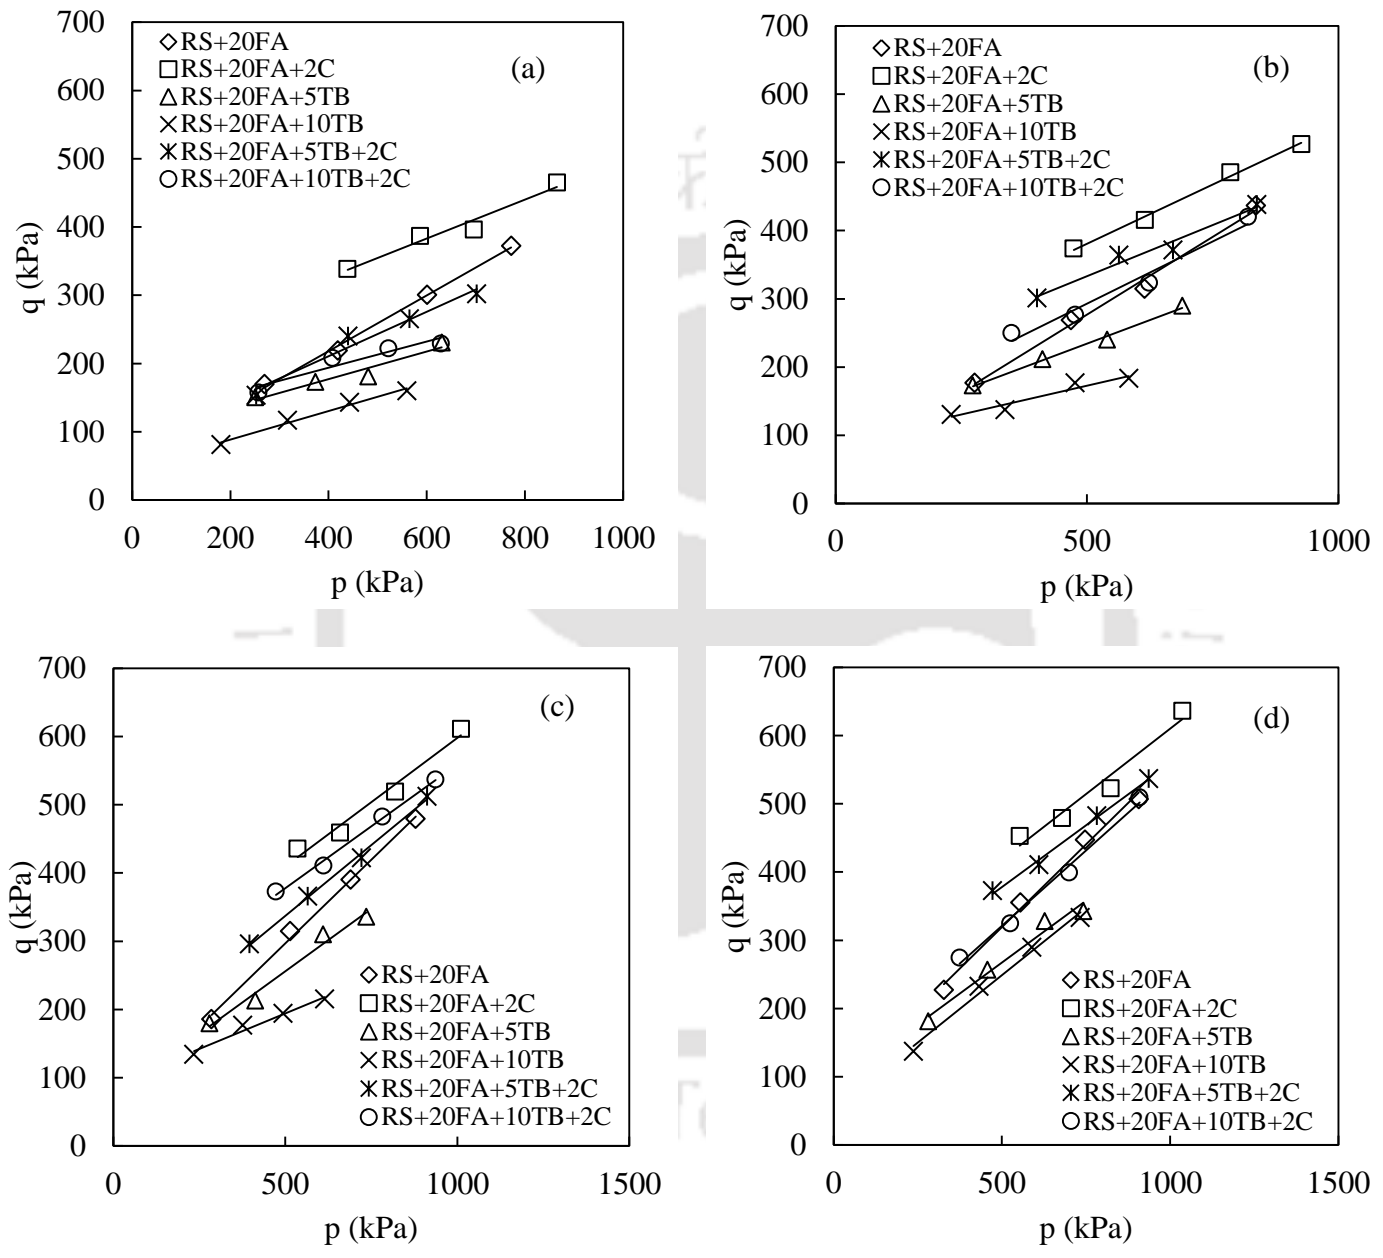 700
600
500
400
300
200
100
0
q (kPa)
RS+20FA
RS+20FA+2C
RS+20FA+5TB
RS+20FA+10TB
RS+20FA+5TB+2C
RS+20FA+10TB+2C
(a)
0 200 400 600 800 1000
p (kPa)
700
600
500
400
300
200
100
0
q (kPa)
RS+20FA
RS+20FA+2C
RS+20FA+5TB
RS+20FA+10TB
RS+20FA+5TB+2C
RS+20FA+10TB+2C
(b)
0 500 1000
p (kPa)
700
600
500
400
300
200
100
0
q (kPa)
(c)
RS+20FA
RS+20FA+2C
RS+20FA+5TB
RS+20FA+10TB
RS+20FA+5TB+2C
RS+20FA+10TB+2C
0 500 1000 1500
p (kPa)
700
600
500
400
300
200
100
0
q (kPa)
(d)
RS+20FA
RS+20FA+2C
RS+20FA+5TB
RS+20FA+10TB
RS+20FA+5TB+2C
RS+20FA+10TB+2C
0 500 1000 1500
p (kPa)